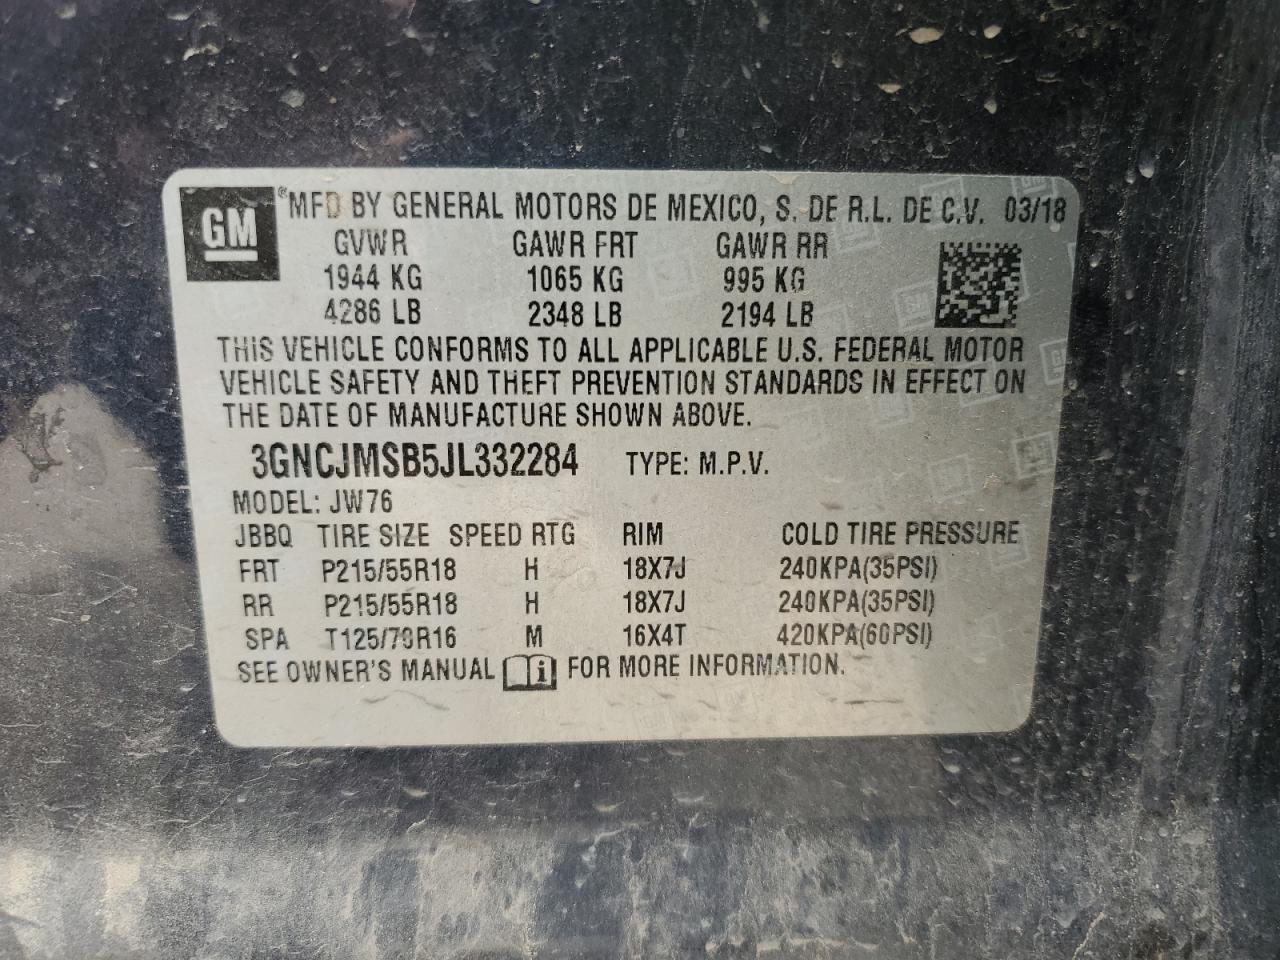 GM ® MFD BY GENERAL MOTORS DE MEXICO, S. DE R.L. DE C.V. 03/18
GVWR GAWR FRT GAWR RR
1944 KG 1065 KG 995 KG
4286 LB 2348 LB 2194 LB
THIS VEHICLE CONFORMS TO ALL APPLICABLE U.S. FEDERAL MOTOR
VEHICLE SAFETY AND THEFT PREVENTION STANDARDS IN EFFECT ON
THE DATE OF MANUFACTURE SHOWN ABOVE.
3GNCJMSB5JL332284 TYPE: M.P.V.
MODEL: JW76
JBBQ TIRE SIZE SPEED RTG RIM COLD TIRE PRESSURE
FRT P215/55R18 H 18X7J 240KPA(35PSI)
RR P215/55R18 H 18X7J 240KPA(35PSI)
SPA T125/70R16 M 16X4T 420KPA(60PSI)
SEE OWNER'S MANUAL i FOR MORE INFORMATION.